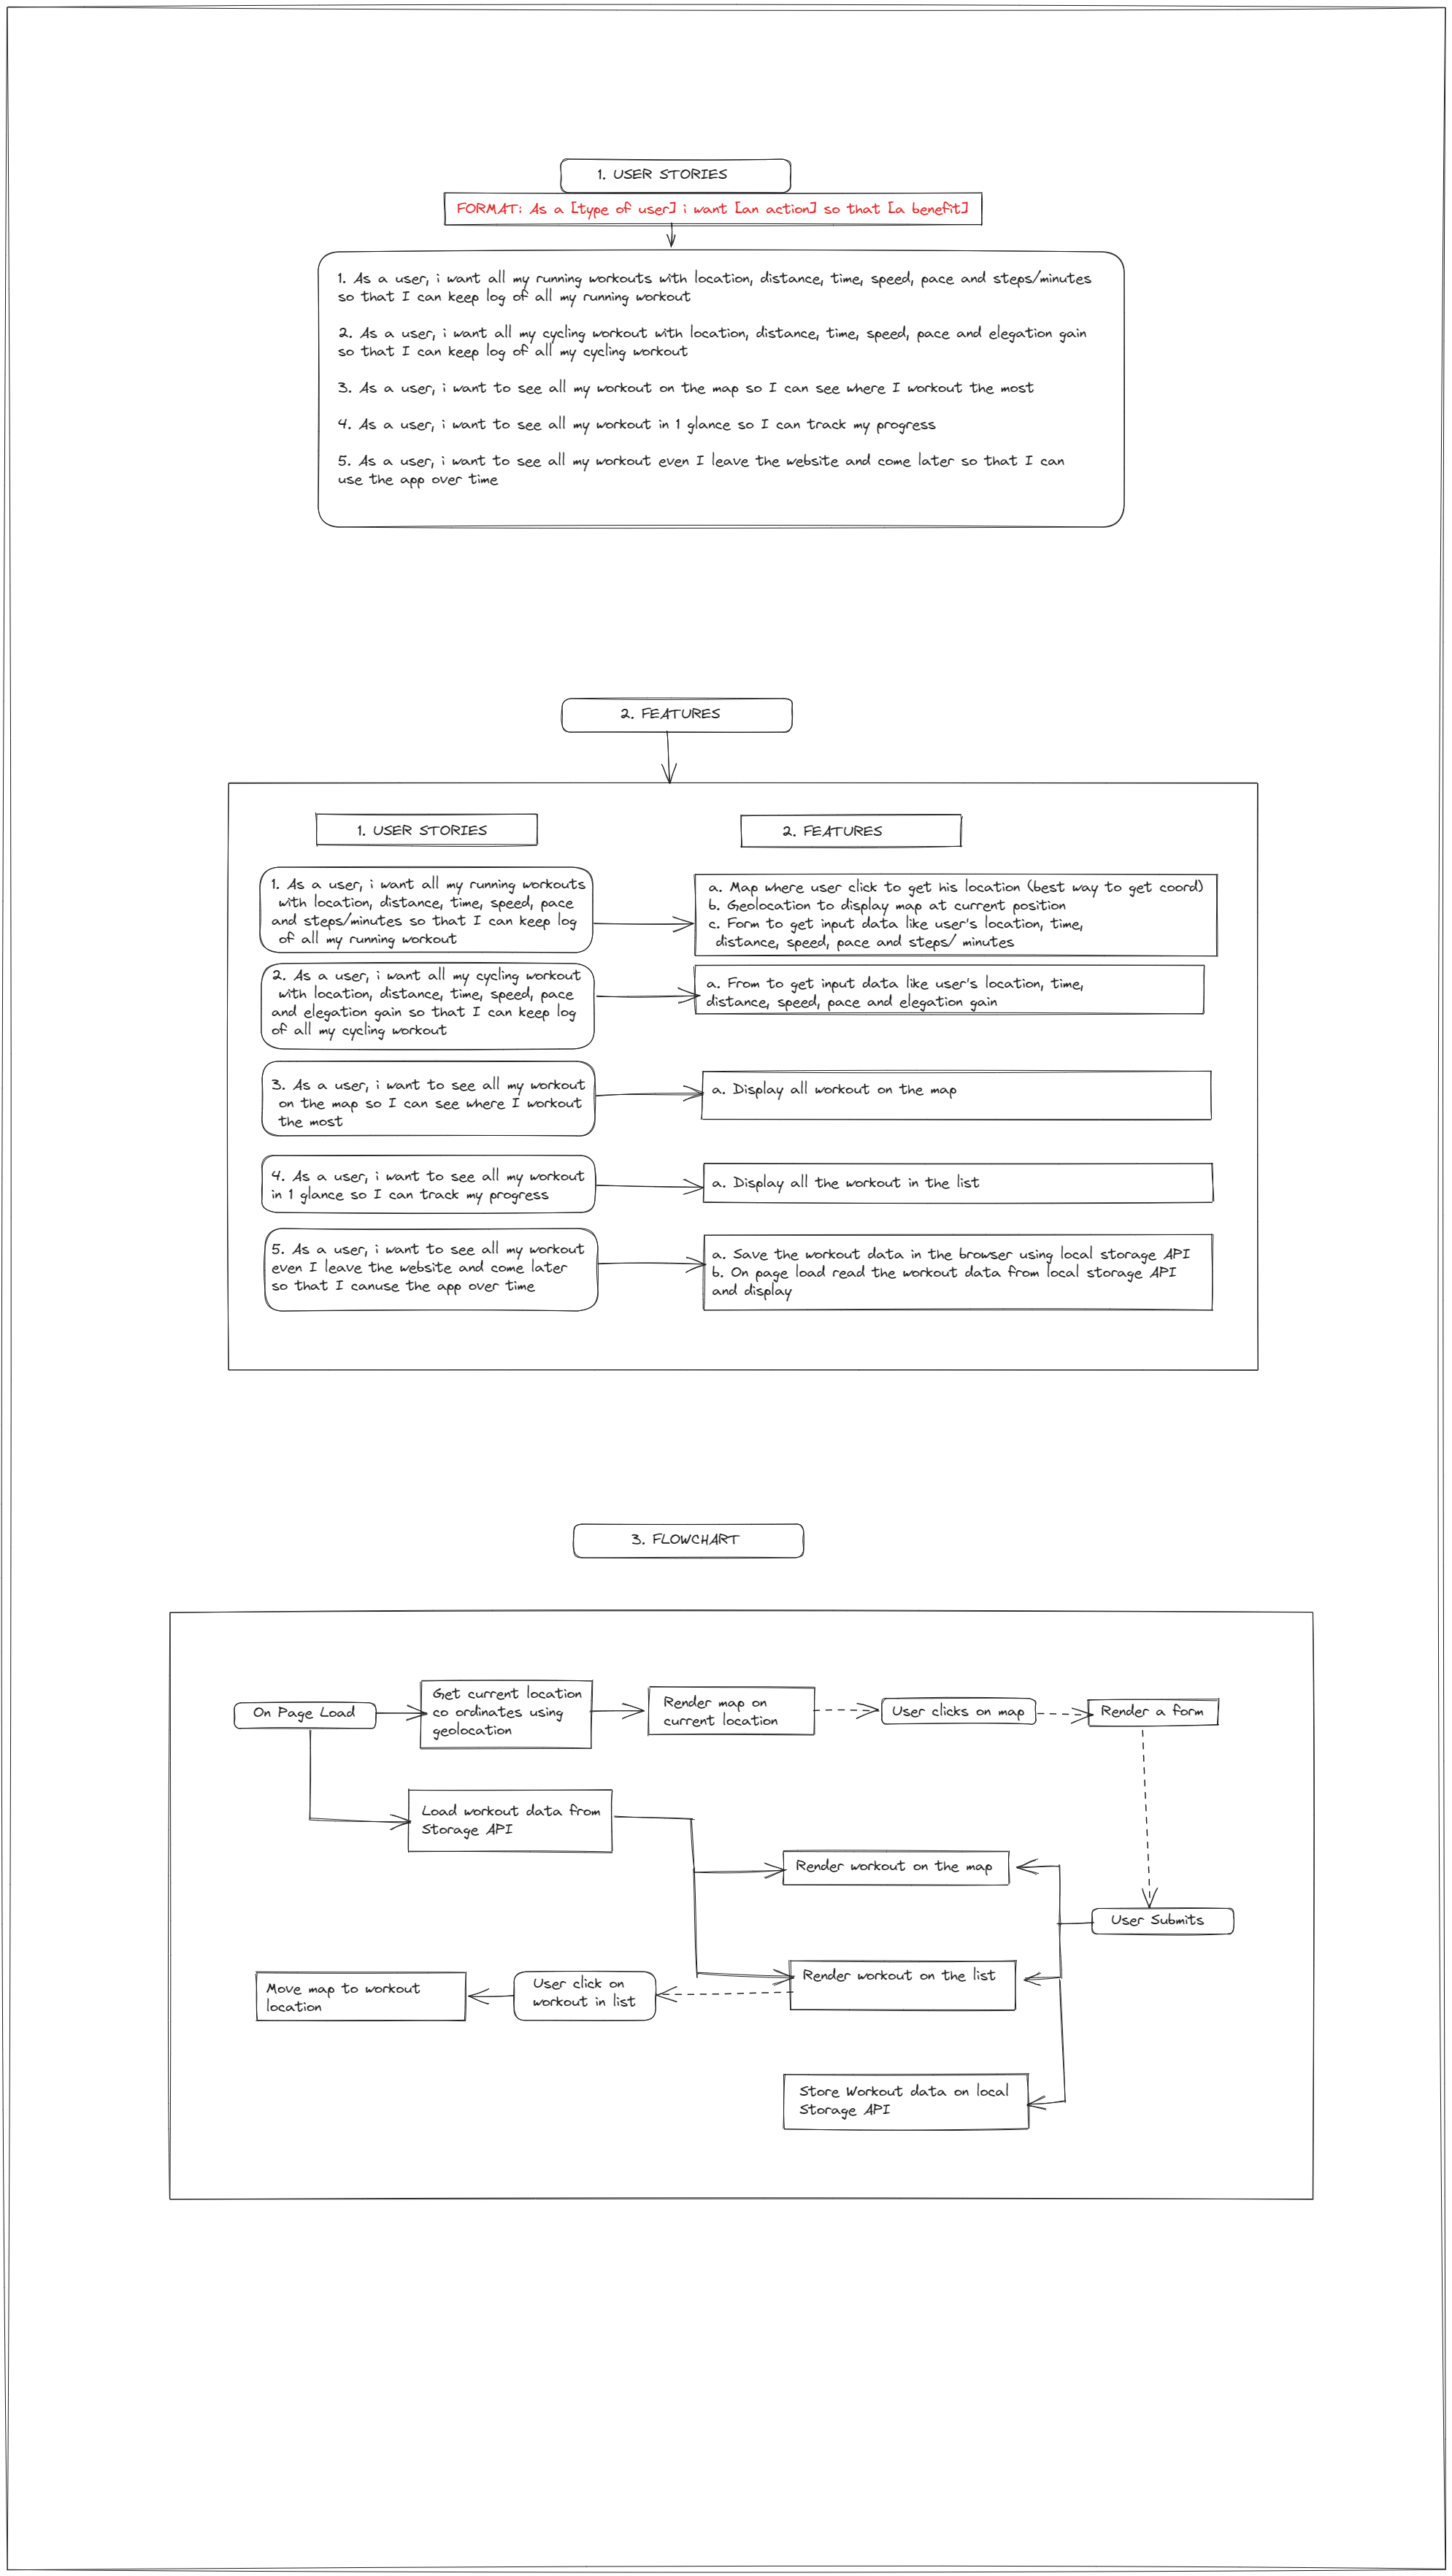 1. USER STORIES
FORMAT: As a [type of user] i want [an action] so that [a benefit]
1. As a user, i want all my running workouts with location, distance, time, speed, pace and steps/minutes
so that I can keep log of all my running workout
2. As a user, i want all my cycling workout with location, distance, time, speed, pace and elegation gain
so that I can keep log of all my cycling workout
3. As a user, i want to see all my workout on the map so I can see where I workout the most
4. As a user, i want to see all my workout in 1 glance so I can track my progress
5. As a user, i want to see all my workout even I leave the website and come later so that I can
use the app over time
2. FEATURES
1. USER STORIES
2. FEATURES
1. As a user, i want all my running workouts
with location, distance, time, speed, pace
and steps/minutes so that I can keep log
of all my running workout
a. Map where user click to get his location (best way to get coord)
b. Geolocation to display map at current position
c. Form to get input data like user's location, time,
distance, speed, pace and steps/ minutes
2. As a user, i want all my cycling workout
with location, distance, time, speed, pace
and elegation gain so that I can keep log
of all my cycling workout
a. From to get input data like user's location, time,
distance, speed, pace and elegation gain
3. As a user, i want to see all my workout
on the map so I can see where I workout
the most
a. Display all workout on the map
4. As a user, i want to see all my workout
in 1 glance so I can track my progress
a. Display all the workout in the list
5. As a user, i want to see all my workout
even I leave the website and come later
so that I canuse the app over time
a. Save the workout data in the browser using local storage API
b. On page load read the workout data from local storage API
and display
3. FLOWCHART
On Page Load
Get current location
co ordinates using
geolocation
Render map on
current location
User clicks on map
Render a form
Load workout data from
Storage API
Render workout on the map
User Submits
Render workout on the list
User click on
workout in list
Move map to workout
location
Store Workout data on local
Storage API